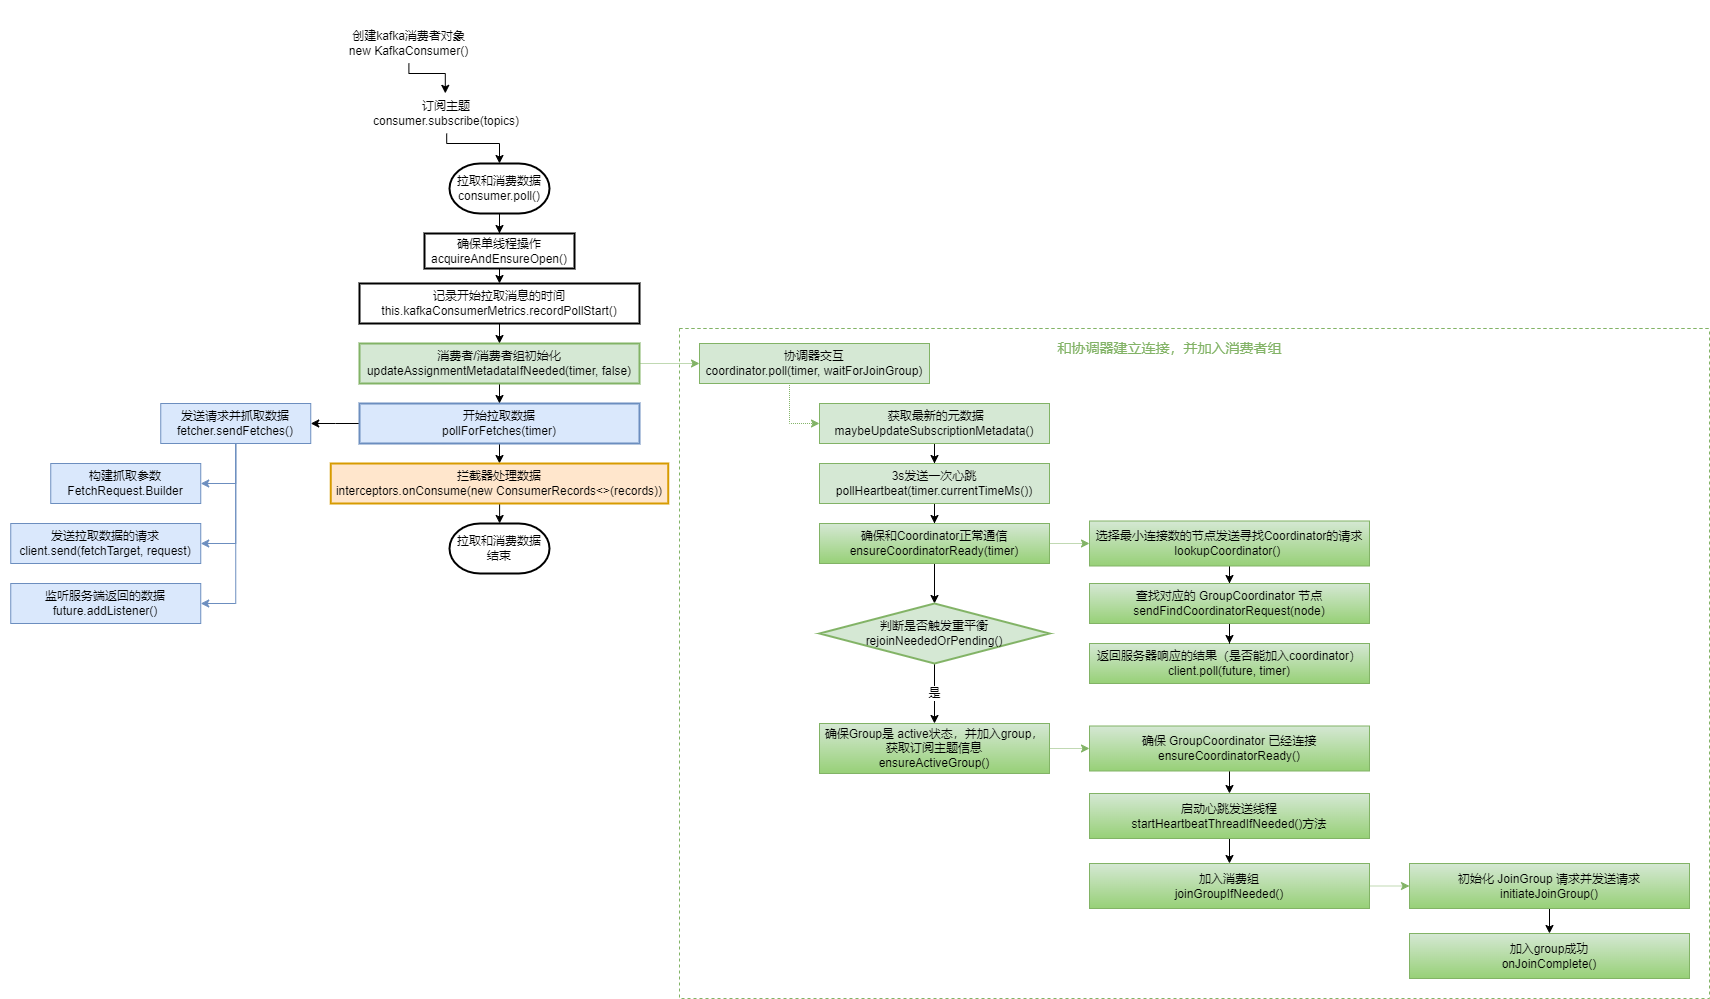 创建kafka消费者对象
new KafkaConsumer()
订阅主题
consumer.subscribe(topics)
拉取和消费数据
consumer.poll()
确保单线程操作
acquireAndEnsureOpen()
记录开始拉取消息的时间
this.kafkaConsumerMetrics.recordPollStart()
消费者/消费者组初始化
updateAssignmentMetadataIfNeeded(timer, false)
开始拉取数据
pollForFetches(timer)
拦截器处理数据
interceptors.onConsume(new ConsumerRecords<>(records))
拉取和消费数据
结束
发送请求并抓取数据
fetcher.sendFetches()
构建抓取参数
FetchRequest.Builder
发送拉取数据的请求
client.send(fetchTarget, request)
监听服务端返回的数据
future.addListener()
和协调器建立连接，并加入消费者组
协调器交互
coordinator.poll(timer, waitForJoinGroup)
获取最新的元数据
maybeUpdateSubscriptionMetadata()
3s发送一次心跳
pollHeartbeat(timer.currentTimeMs())
确保和Coordinator正常通信
ensureCoordinatorReady(timer)
选择最小连接数的节点发送寻找Coordinator的请求
lookupCoordinator()
查找对应的 GroupCoordinator 节点
sendFindCoordinatorRequest(node)
返回服务器响应的结果（是否能加入coordinator）
client.poll(future, timer)
判断是否触发重平衡
rejoinNeededOrPending()
是
确保Group是 active状态，并加入group，
获取订阅主题信息
ensureActiveGroup()
确保 GroupCoordinator 已经连接
ensureCoordinatorReady()
启动心跳发送线程
startHeartbeatThreadIfNeeded()方法
加入消费组
joinGroupIfNeeded()
初始化 JoinGroup 请求并发送请求
initiateJoinGroup()
加入group成功
onJoinComplete()